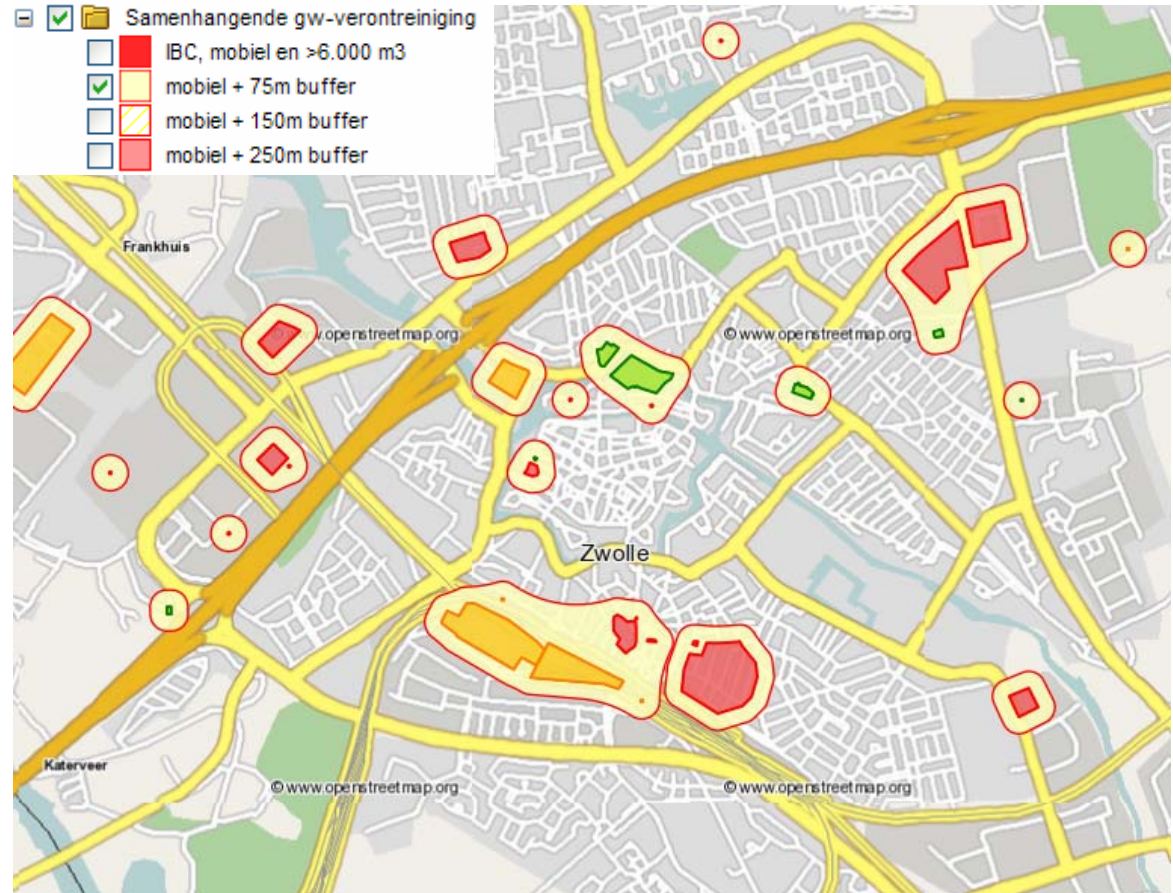 Samenhangende gw-verontreiniging
IBC, mobiel en >6.000 m3
mobiel + 75m buffer
mobiel + 150m buffer
mobiel + 250m buffer
Frankhuis
© www.openstreetmap.org
© www.openstreetmap.org
Zwolle
Katerveer
© www.openstreetmap.org
© www.openstreetmap.org